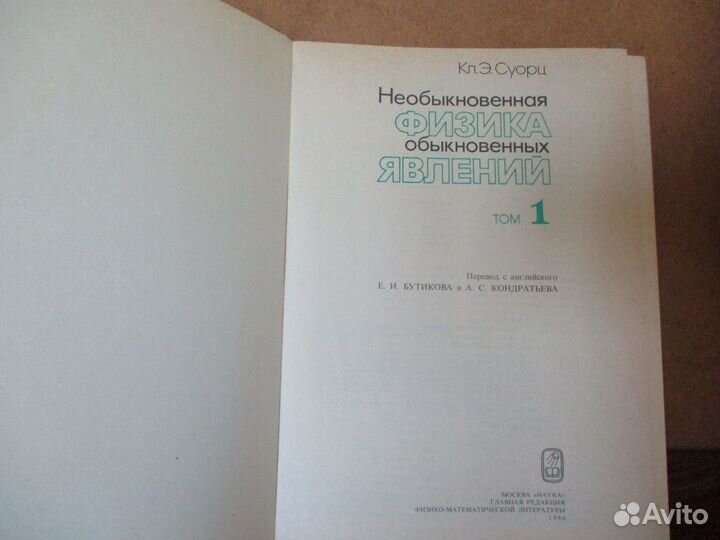 Кл.Э.Суорц
Необыкновенная
ФИЗИКА
обыкновенных
ЯВЛЕНИЙ
ТОМ 1
Перевод с английского
Е. И. БУТИКОВА и А. С. КОНДРАТЬЕВА
МОСКВА «НАУКА»
ГЛАВНАЯ РЕДАКЦИЯ
ФИЗИКО-МАТЕМАТИЧЕСКОЙ ЛИТЕРАТУРЫ
1986
Avito